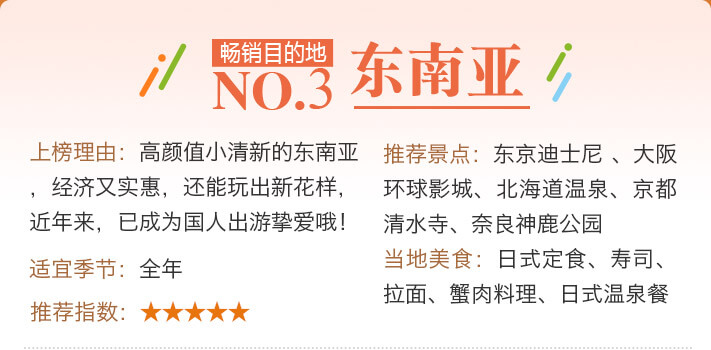 畅销目的地
NO.3 东南亚
上榜理由：高颜值小清新的东南亚
，经济又实惠，还能玩出新花样，
近年来，已成为国人出游挚爱哦！
适宜季节：全年
推荐指数：★★★★★
推荐景点：东京迪士尼 、大阪
环球影城、北海道温泉、京都
清水寺、奈良神鹿公园
当地美食：日式定食、寿司、
拉面、蟹肉料理、日式温泉餐